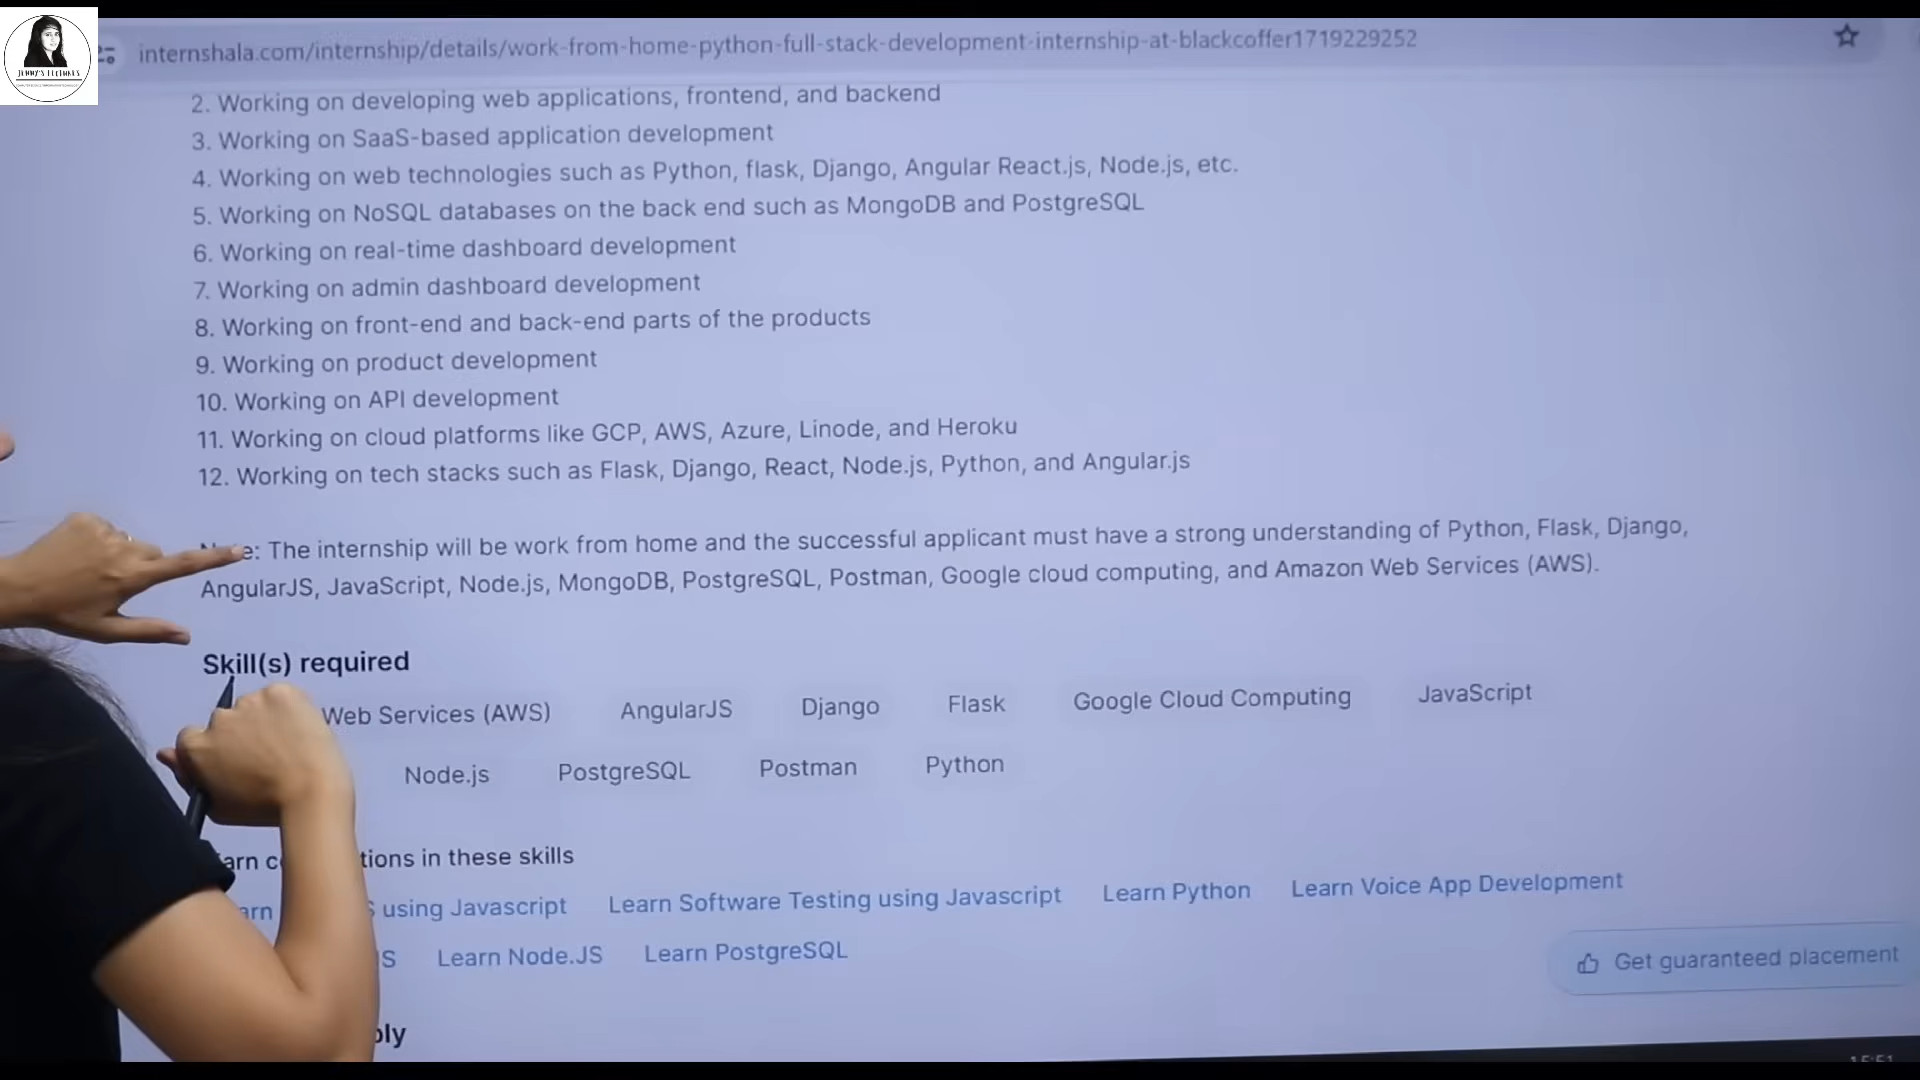 JENNY'S LECTURES
internshala.com/internship/details/work-from-home-python-full-stack-development-internship-at-blackcoffer1719229252
2. Working on developing web applications, frontend, and backend
3. Working on SaaS-based application development
4. Working on web technologies such as Python, flask, Django, Angular React.js, Node.js, etc.
5. Working on NoSQL databases on the back end such as MongoDB and PostgreSQL
6. Working on real-time dashboard development
7. Working on admin dashboard development
8. Working on front-end and back-end parts of the products
9. Working on product development
10. Working on API development
11. Working on cloud platforms like GCP, AWS, Azure, Linode, and Heroku
12. Working on tech stacks such as Flask, Django, React, Node.js, Python, and Angular.js
The internship will be work from home and the successful applicant must have a strong understanding of Python, Flask, Django,
AngularJS, JavaScript, Node.js, MongoDB, PostgreSQL, Postman, Google cloud computing, and Amazon Web Services (AWS).
Skill(s) required
Web Services (AWS) AngularJS Django Flask Google Cloud Computing JavaScript
Node.js PostgreSQL Postman Python
in these skills
using Javascript Learn Software Testing using Javascript Learn Python Learn Voice App Development
Learn Node.JS Learn PostgreSQL
Get guaranteed placement